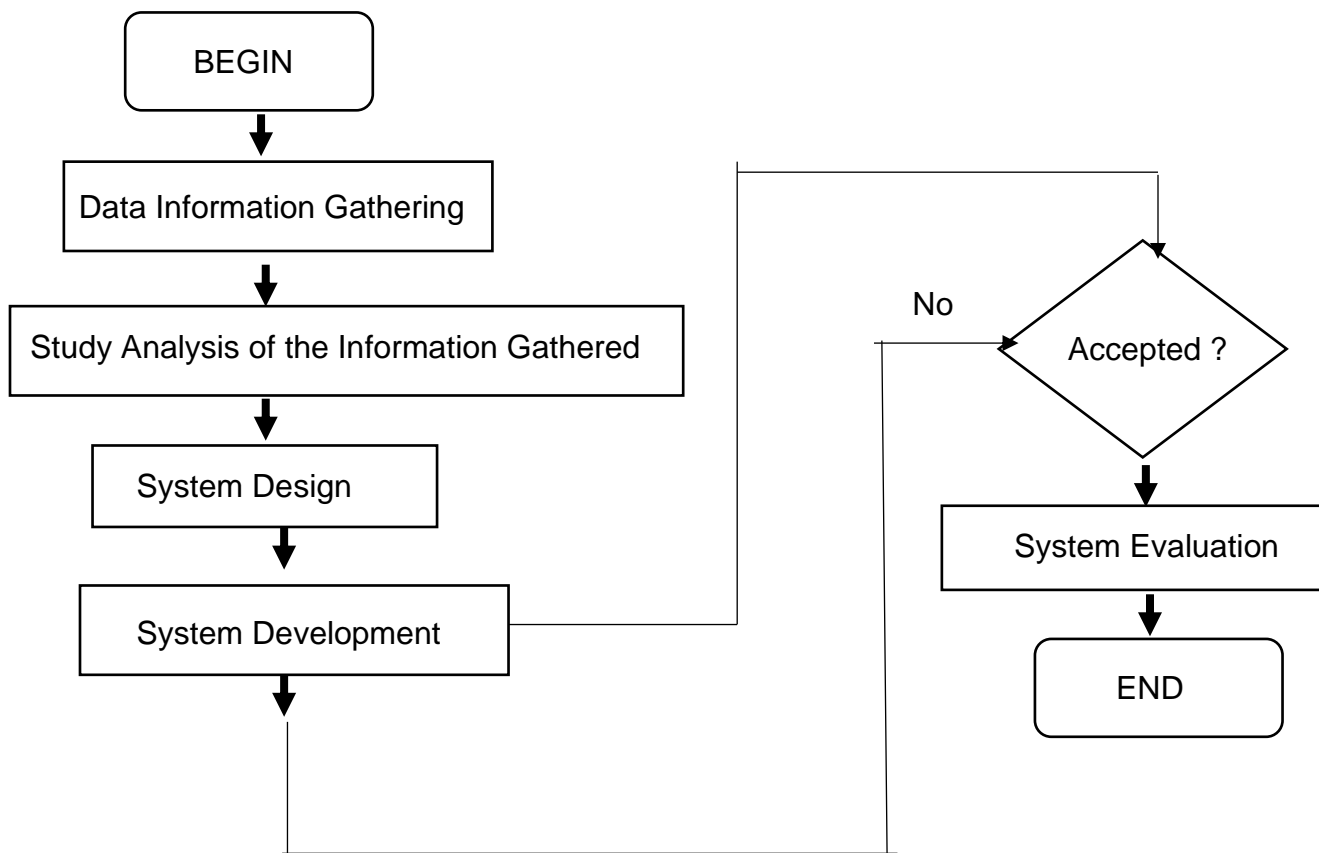 BEGIN
Data Information Gathering
Study Analysis of the Information Gathered
System Design
System Development
No
Accepted ?
System Evaluation
END